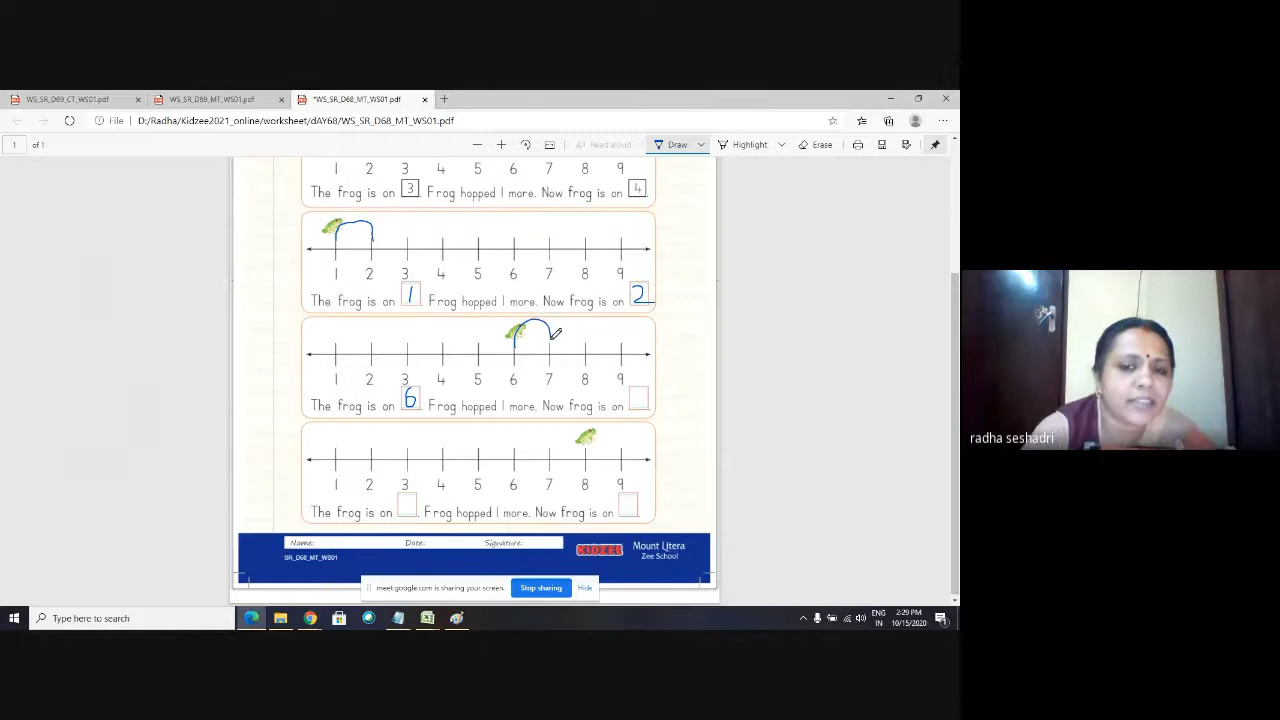 WS_SR_D69_CT_WS01.pdf
WS_SR_D69_MT_WS01.pdf
*WS_SR_D68_MT_WS01.pdf
File D:/Radha/Kidzee2021_online/worksheet/dAY68/WS_SR_D68_MT_WS01.pdf
1 of 1
Read aloud
Draw
Highlight
Erase
1 2 3 4 5 6 7 8 9
The frog is on 3. Frog hopped 1 more. Now frog is on 4.
1 2 3 4 5 6 7 8 9
The frog is on 1. Frog hopped 1 more. Now frog is on 2.
1 2 3 4 5 6 7 8 9
The frog is on 6. Frog hopped 1 more. Now frog is on .
1 2 3 4 5 6 7 8 9
The frog is on . Frog hopped 1 more. Now frog is on .
Name: Date: Signature:
SR_D68_MT_WS01
KIDZEE
Mount Litera
Zee School
meet.google.com is sharing your screen. Stop sharing Hide
Type here to search
ENG
IN
2:29 PM
10/15/2020
radha seshadri